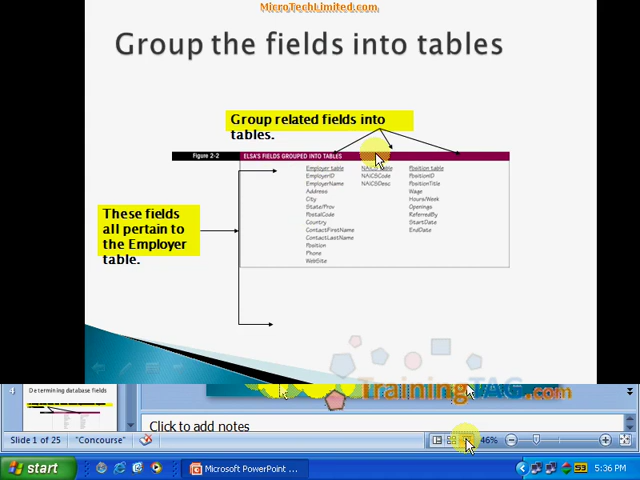 MicroTechLimited.com
Group the fields into tables
Group related fields into
tables.
Figure 2-2 ELSA'S FIELDS GROUPED INTO TABLES
Employer table NAICS table Position table
EmployerID NAICSCode PositionID
EmployerName NAICSDesc PositionTitle
Address Wage
City Hours/Week
State/Prov Openings
PostalCode ReferredBy
Country StartDate
ContactFirstName EndDate
ContactLastName
Position
Phone
WebSite
These fields
all pertain to
the Employer
table.
TrainingTAG.com
4 Determining database fields
Click to add notes
Slide 1 of 25 "Concourse" 46%
start Microsoft PowerPoint ... 53 5:36 PM